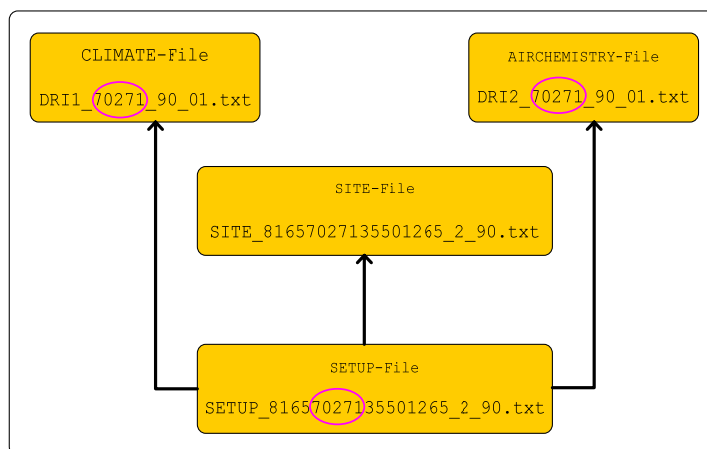 CLIMATE-File
DRI1_70271_90_01.txt
AIRCHEMISTRY-File
DRI2_70271_90_01.txt
SITE-File
SITE_81657027135501265_2_90.txt
SETUP-File
SETUP_81657027135501265_2_90.txt